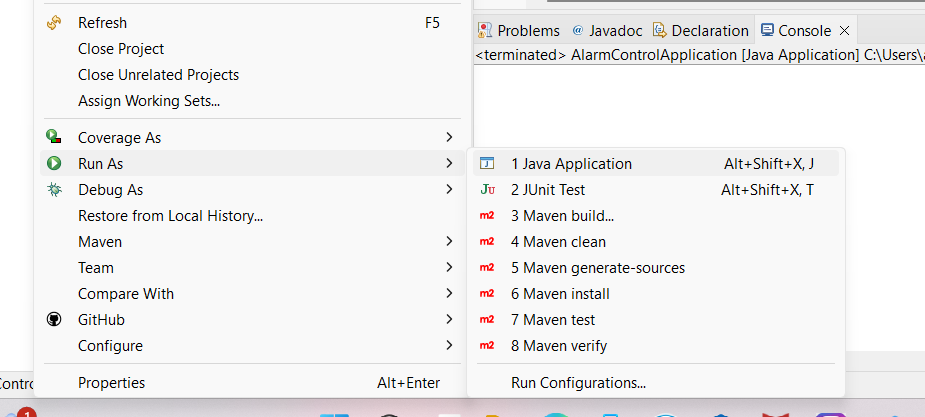 Refresh F5
Close Project
Close Unrelated Projects
Assign Working Sets...
Coverage As
Run As
Debug As
Restore from Local History...
Maven
Team
Compare With
GitHub
Configure
Properties Alt+Enter
Problems @ Javadoc Declaration Console
<terminated> AlarmControlApplication [Java Application] C:\Users\
1 Java Application Alt+Shift+X, J
Ju 2 JUnit Test Alt+Shift+X, T
m2 3 Maven build...
m2 4 Maven clean
m2 5 Maven generate-sources
m2 6 Maven install
m2 7 Maven test
m2 8 Maven verify
Run Configurations...
Contro
1